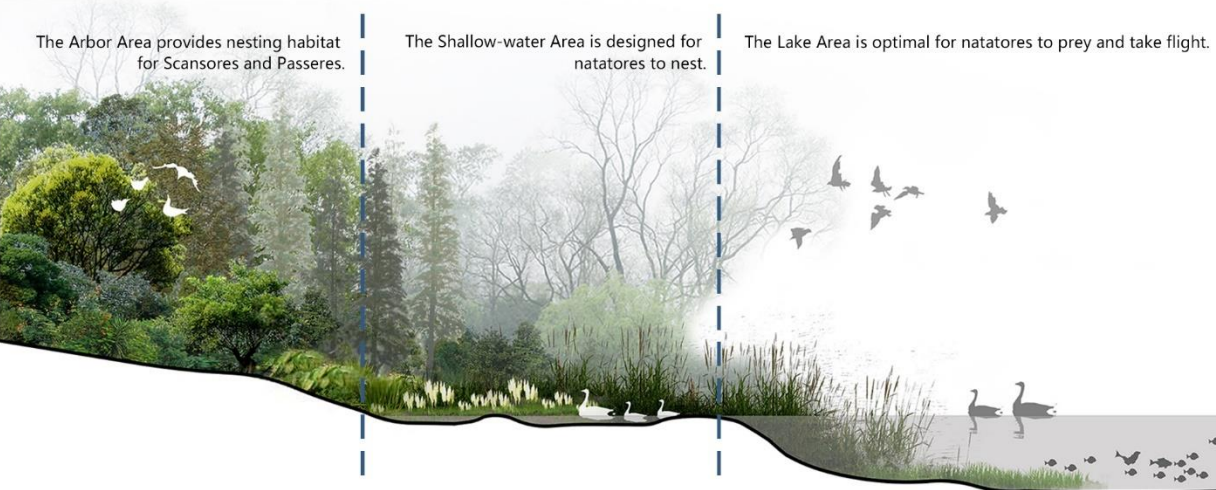 The Arbor Area provides nesting habitat
for Scansores and Passeres.
The Shallow-water Area is designed for
natatores to nest.
The Lake Area is optimal for natatores to prey and take flight.